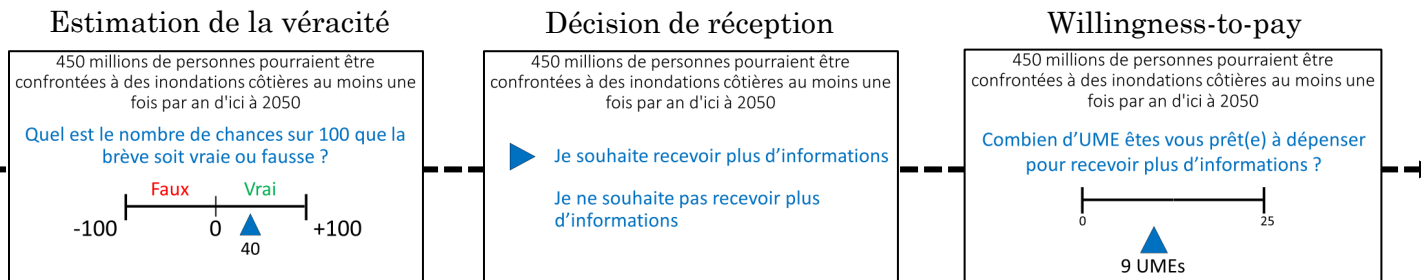 Estimation de la véracité
450 millions de personnes pourraient être
confrontées à des inondations côtières au moins une
fois par an d'ici à 2050
Quel est le nombre de chances sur 100 que la
brève soit vraie ou fausse ?
Faux Vrai
-100 0 +100
40
Décision de réception
450 millions de personnes pourraient être
confrontées à des inondations côtières au moins une
fois par an d'ici à 2050
Je souhaite recevoir plus d'informations
Je ne souhaite pas recevoir plus
d'informations
Willingness-to-pay
450 millions de personnes pourraient être
confrontées à des inondations côtières au moins une
fois par an d'ici à 2050
Combien d'UME êtes vous prêt(e) à dépenser
pour recevoir plus d'informations ?
0 25
9 UMEs